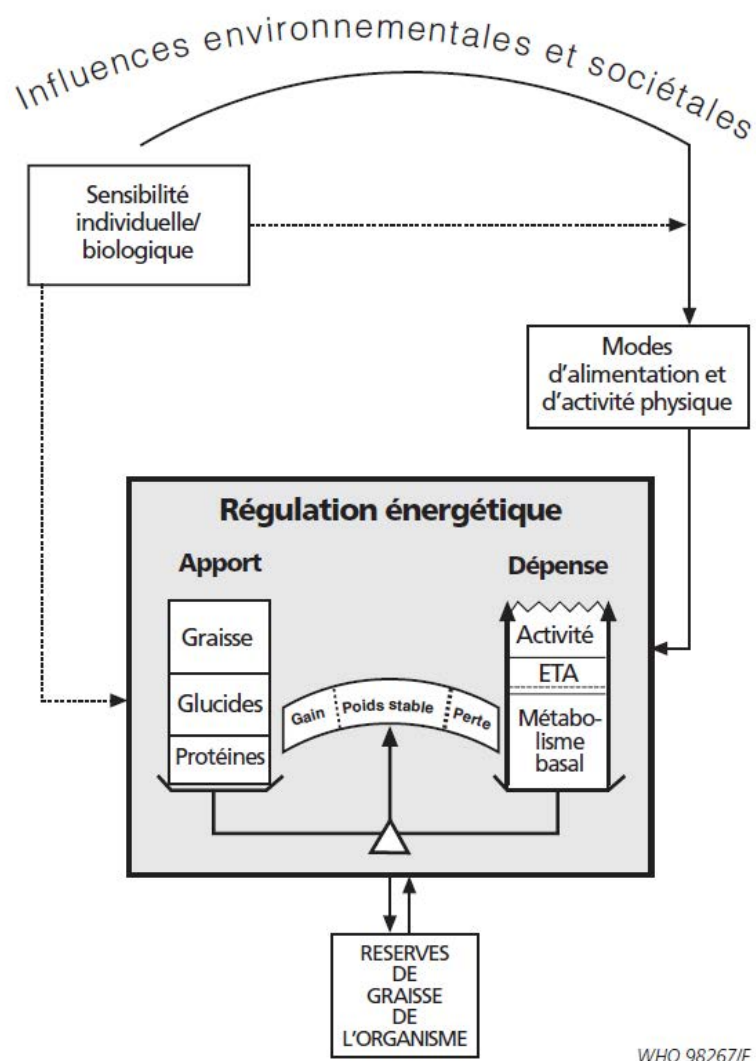 Influences environnementales et sociétales
Sensibilité
individuelle/
biologique
Modes
d'alimentation et
d'activité physique
Régulation énergétique
Apport
Dépense
Graisse
Glucides
Protéines
Gain
Poids stable
Perte
Activité
ETA
Métabo-
lisme
basal
RESERVES
DE
GRAISSE
DE
L'ORGANISME
WHO 98267/F